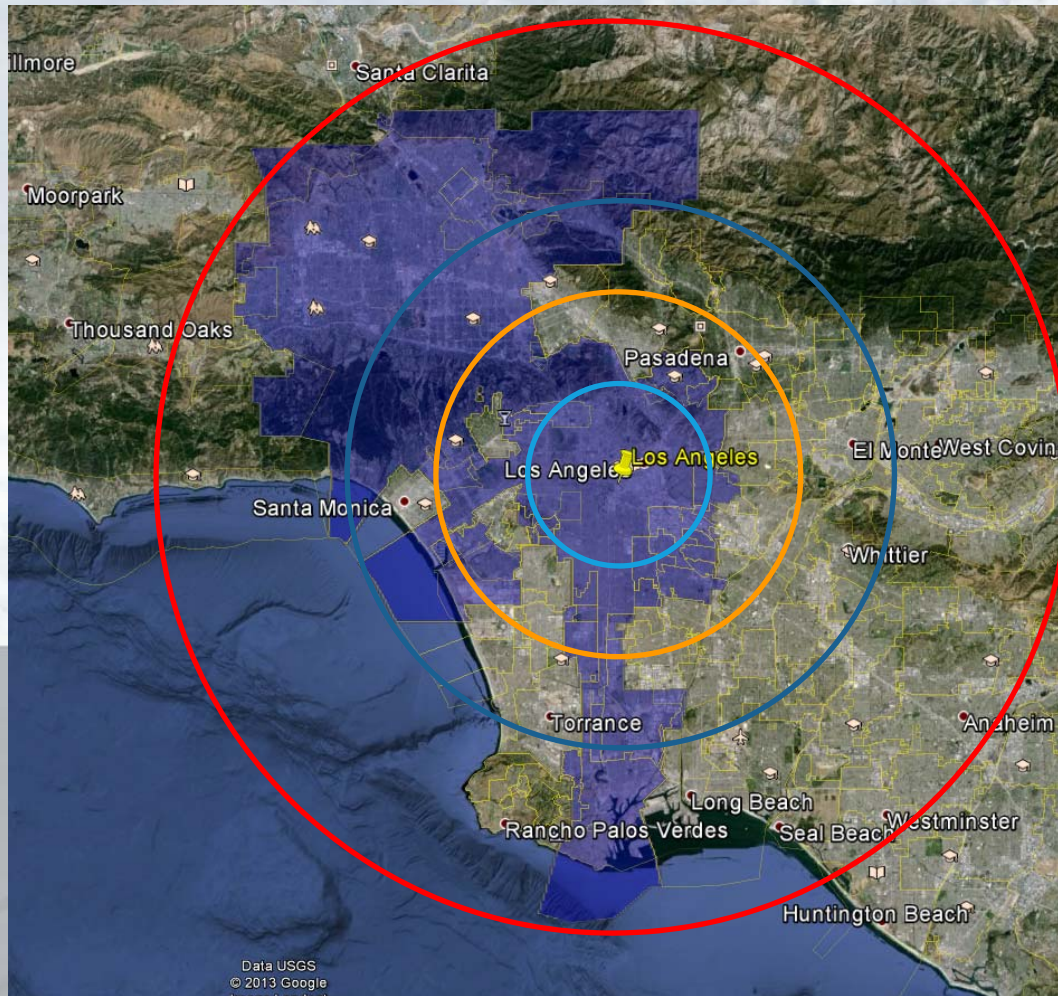 illmore
Santa Clarita
Moorpark
Thousand Oaks
Pasadena
Los Angeles
Los Angeles
El Monte
West Covin
Santa Monica
Whittier
Torrance
Anaheim
Long Beach
Rancho Palos Verdes
Seal Beach
Westminster
Huntington Beach
Data USGS
© 2013 Google